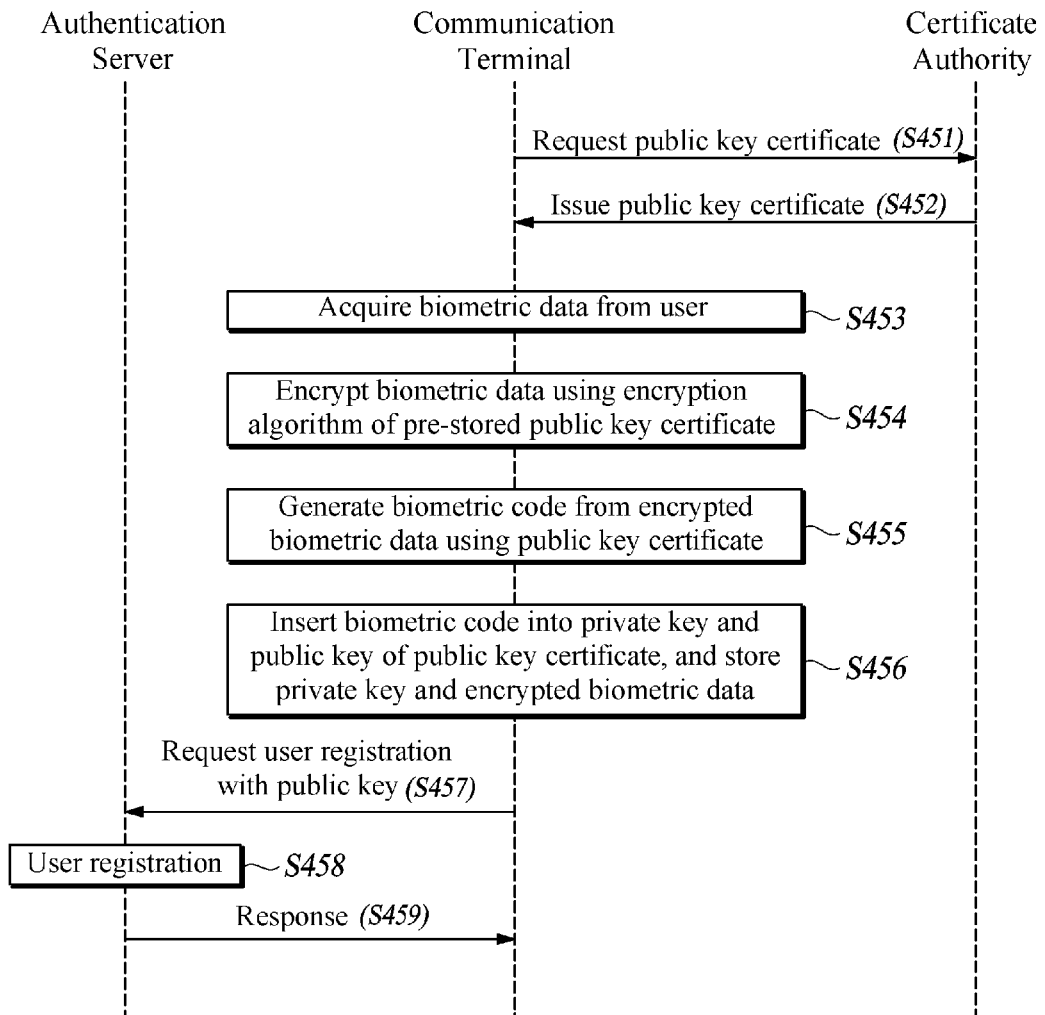 Authentication
Server
Communication
Terminal
Certificate
Authority
Request public key certificate (S451)
Issue public key certificate (S452)
Acquire biometric data from user
S453
Encrypt biometric data using encryption
algorithm of pre-stored public key certificate
S454
Generate biometric code from encrypted
biometric data using public key certificate
S455
Insert biometric code into private key and
public key of public key certificate, and store
private key and encrypted biometric data
S456
Request user registration
with public key (S457)
User registration
S458
Response (S459)